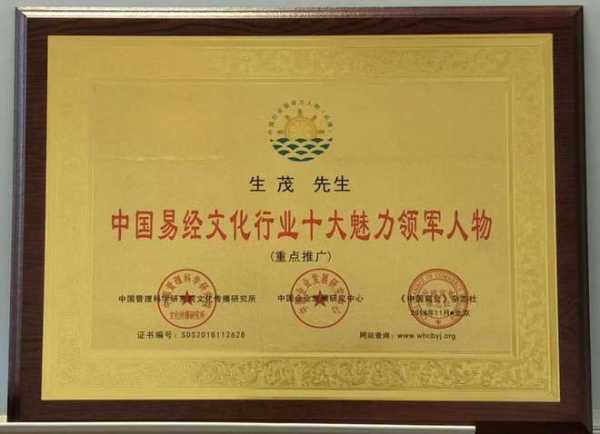 生茂 先生
中国易经文化行业十大魅力领军人物
(重点推广)
中国管理科学研究院文化传播研究所 中国企业发展研究中心 《中国商贸》杂志社
2018年11月•北京
证书编号：SDS2018112628 网站查询：www.whcbyj.org